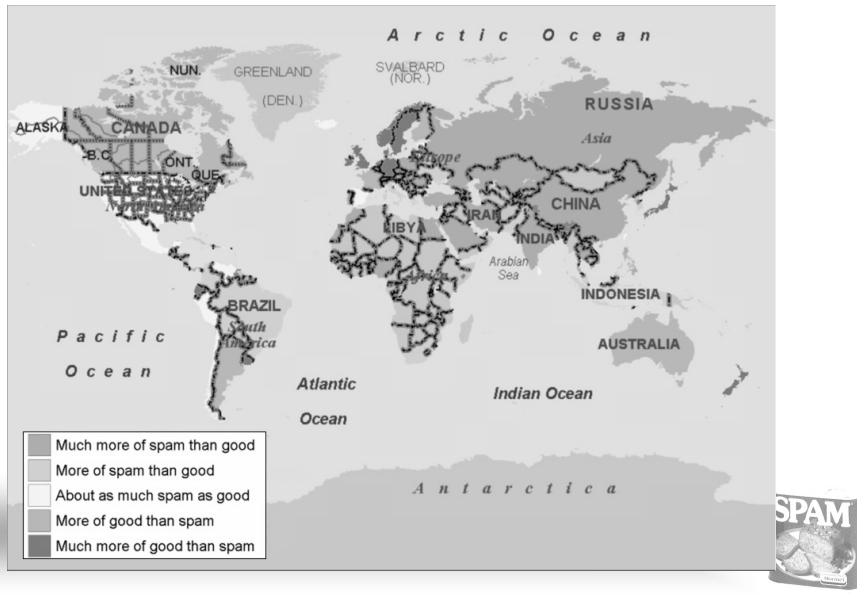 Arctic Ocean
NUN.
GREENLAND
(DEN.)
SVALBARD
(NOR.)
RUSSIA
ALASKA
CANADA
Asia
B.C.
ONT.
QUE.
Europe
UNITED STATES
North America
CHINA
IRAN
LIBYA
INDIA
Arabian
Sea
Africa
INDONESIA
BRAZIL
South
America
Pacific
Ocean
AUSTRALIA
Atlantic
Ocean
Indian Ocean
Antarctica
Much more of spam than good
More of spam than good
About as much spam as good
More of good than spam
Much more of good than spam
SPAM